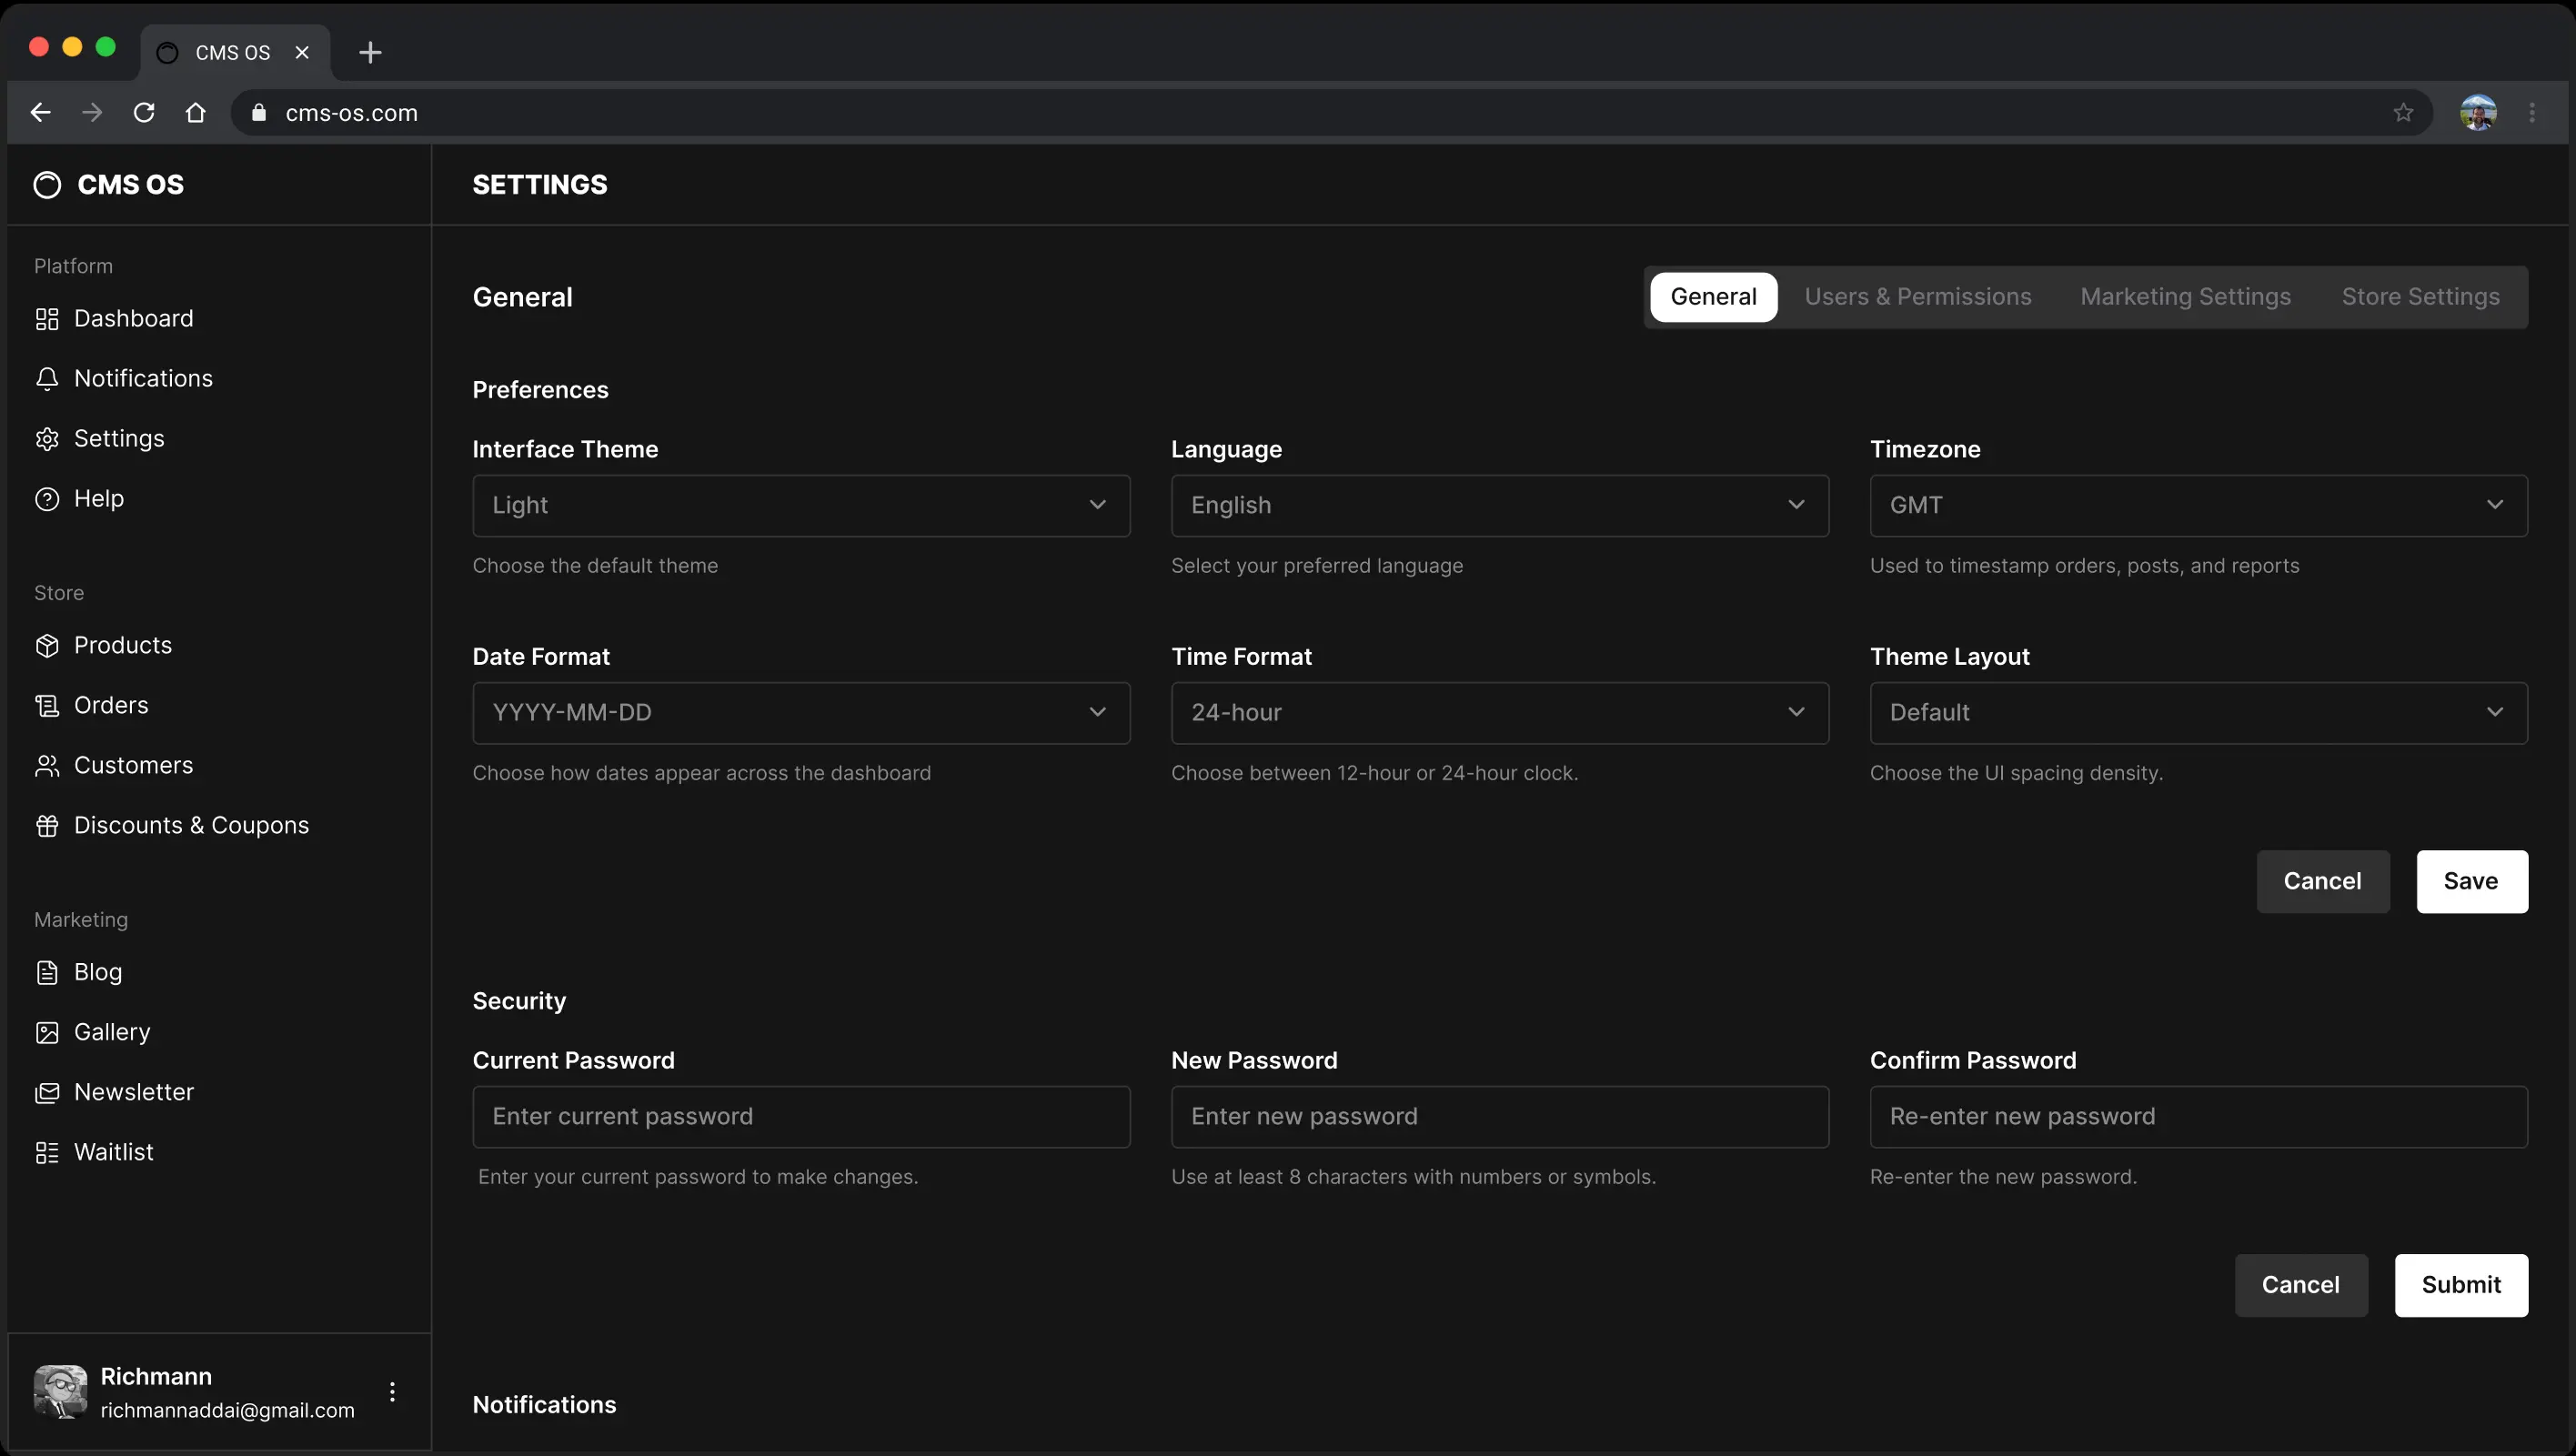 CMS OS
cms-os.com
CMS OS
SETTINGS
Platform
Dashboard
Notifications
Settings
Help
Store
Products
Orders
Customers
Discounts & Coupons
Marketing
Blog
Gallery
Newsletter
Waitlist
Richmann
richmannaddai@gmail.com
General
General Users & Permissions Marketing Settings Store Settings
Preferences
Interface Theme
Light
Choose the default theme
Language
English
Select your preferred language
Timezone
GMT
Used to timestamp orders, posts, and reports
Date Format
YYYY-MM-DD
Choose how dates appear across the dashboard
Time Format
24-hour
Choose between 12-hour or 24-hour clock.
Theme Layout
Default
Choose the UI spacing density.
Cancel Save
Security
Current Password
Enter current password
Enter your current password to make changes.
New Password
Enter new password
Use at least 8 characters with numbers or symbols.
Confirm Password
Re-enter new password
Re-enter the new password.
Cancel Submit
Notifications